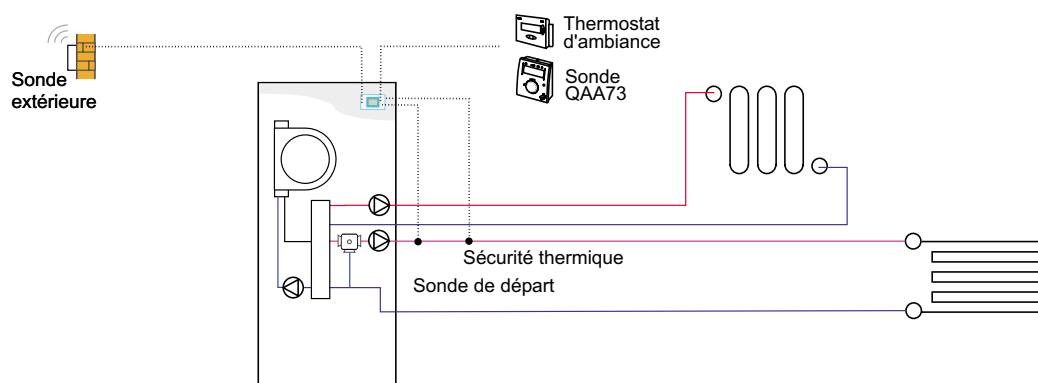 Thermostat
d'ambiance
Sonde
QAA73
Sonde
extérieure
Sécurité thermique
Sonde de départ